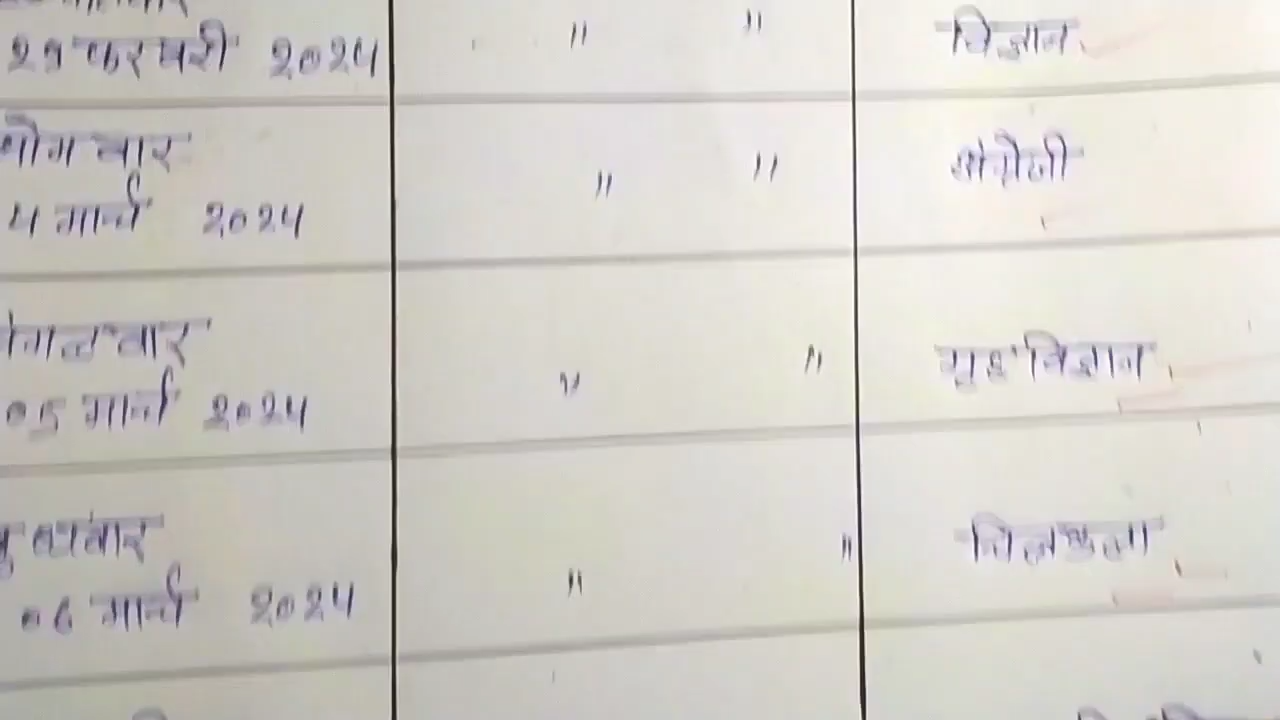 29 फरवरी 2024 " " विज्ञान
सोमवार
4 मार्च 2024 " " अंग्रेजी
मंगलवार
05 मार्च 2024 " " गृह विज्ञान
बुधवार
06 मार्च 2024 " " चित्रकला